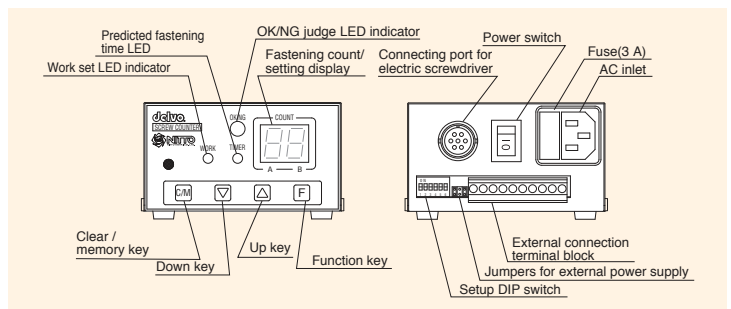 Predicted fastening
time LED
OK/NG judge LED indicator
Work set LED indicator
Fastening count/
setting display
Connecting port for
electric screwdriver
Power switch
Fuse(3 A)
AC inlet
delvo.
SCREW COUNTER
NITTO
OK/NG
COUNT
WORK
TIMER
A B
C/M
F
Clear /
memory key
Down key
Up key
Function key
External connection
terminal block
Jumpers for external power supply
Setup DIP switch